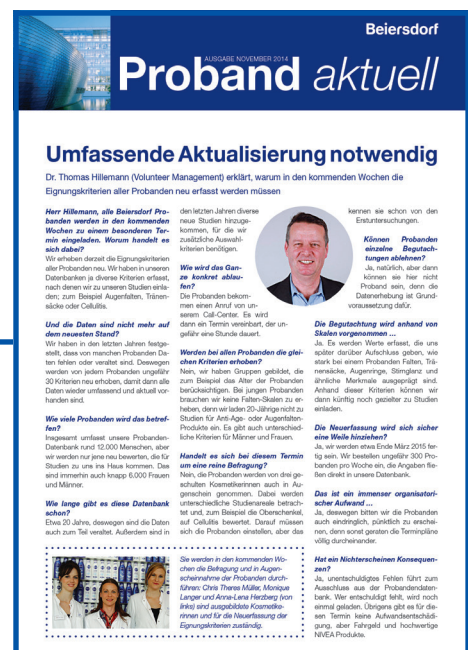 Beiersdorf
AUSGABE NOVEMBER 2014
Proband aktuell
Umfassende Aktualisierung notwendig
Dr. Thomas Hillemann (Volunteer Management) erklärt, warum in den kommenden Wochen die
Eignungskriterien aller Probanden neu erfasst werden müssen
Herr Hillemann, alle Beiersdorf Pro-
banden werden in den kommenden
Wochen zu einem besonderen Ter-
min eingeladen. Worum handelt es
sich dabei?
Wir erheben derzeit die Eignungskriterien
aller Probanden neu. Wir haben in unseren
Datenbanken ja diverse Kriterien erfasst,
nach denen wir zu unseren Studien einla-
den; zum Beispiel Augenfalten, Tränen-
säcke oder Cellulitis.
Und die Daten sind nicht mehr auf
dem neuesten Stand?
Wir haben in den letzten Jahren festge-
stellt, dass von manchen Probanden Da-
ten fehlen oder veraltet sind. Deswegen
werden von jedem Probanden ungefähr
30 Kriterien neu erhoben, damit dann alle
Daten wieder umfassend und aktuell vor-
handen sind.
Wie viele Probanden wird das betref-
fen?
Insgesamt umfasst unsere Probanden-
Datenbank rund 12.000 Menschen, aber
wir werden nur jene neu bewerten, die für
Studien zu uns ins Haus kommen. Das
sind immerhin auch knapp 6.000 Frauen
und Männer.
Wie lange gibt es diese Datenbank
schon?
Etwa 20 Jahre, deswegen sind die Daten
auch zum Teil veraltet. Außerdem sind in
den letzten Jahren diverse
neue Studien hinzuge-
kommen, für die wir
zusätzliche Auswahl-
kriterien benötigen.
Wie wird das Gan-
ze konkret ablau-
fen?
Die Probanden bekom-
men einen Anruf von un-
serem Call-Center. Es wird
dann ein Termin vereinbart, der un-
gefähr eine Stunde dauert.
Werden bei allen Probanden die glei-
chen Kriterien erhoben?
Nein, wir haben Gruppen gebildet, die
zum Beispiel das Alter der Probanden
berücksichtigen. Bei jungen Probanden
brauchen wir keine Falten-Skalen zu er-
heben, denn wir laden 20-Jährige nicht zu
Studien für Anti-Age- oder Augenfalten-
Produkte ein. Es gibt auch unterschied-
liche Kriterien für Männer und Frauen.
Handelt es sich bei diesem Termin
um eine reine Befragung?
Nein, die Probanden werden von drei ge-
schulten Kosmetikerinnen auch in Au-
genschein genommen. Dabei werden
unterschiedliche Studienareale betrach-
tet und, zum Beispiel die Oberschenkel,
auf Cellulitis bewertet. Darauf müssen
sich die Probanden einstellen, aber das
kennen sie schon von den
Erstuntersuchungen.
Können Probanden
einzelne Begutach-
tungen ablehnen?
Ja, natürlich, aber dann
können sie hier nicht
Proband sein, denn die
Datenerhebung ist Grund-
voraussetzung dafür.
Die Begutachtung wird anhand von
Skalen vorgenommen ...
Ja. Es werden Werte erfasst, die uns
später darüber Aufschluss geben, wie
stark bei einem Probanden Falten, Trä-
nensäcke, Augenringe, Stirnglanz und
ähnliche Merkmale ausgeprägt sind.
Anhand dieser Kriterien können wir
dann künftig noch gezielter zu Studien
einladen.
Die Neuerfassung wird sich sicher
eine Weile hinziehen?
Ja, wir werden etwa Ende März 2015 fer-
tig sein. Wir bestellen ungefähr 300 Pro-
banden pro Woche ein, die Angaben flie-
ßen direkt in unsere Datenbank.
Das ist ein immenser organisatori-
scher Aufwand ...
Ja, deswegen bitten wir die Probanden
auch eindringlich, pünktlich zu erschei-
nen, denn sonst geraten die Terminpläne
völlig durcheinander.
Hat ein Nichterscheinen Konsequen-
zen?
Ja, unentschuldigtes Fehlen führt zum
Ausschluss aus der Probandendaten-
bank. Wer entschuldigt fehlt, wird noch
einmal geladen. Übrigens gibt es für die-
sen Termin keine Aufwandsentschädi-
gung, aber Fahrgeld und hochwertige
NIVEA Produkte.
Sie werden in den kommenden Wo-
chen die Befragung und in Augen-
scheinnahme der Probanden durch-
führen: Chris Theres Müller, Monique
Langer und Anna-Lena Herzberg (von
links) sind ausgebildete Kosmetike-
rinnen und für die Neuerfassung der
Eignungskriterien zuständig.